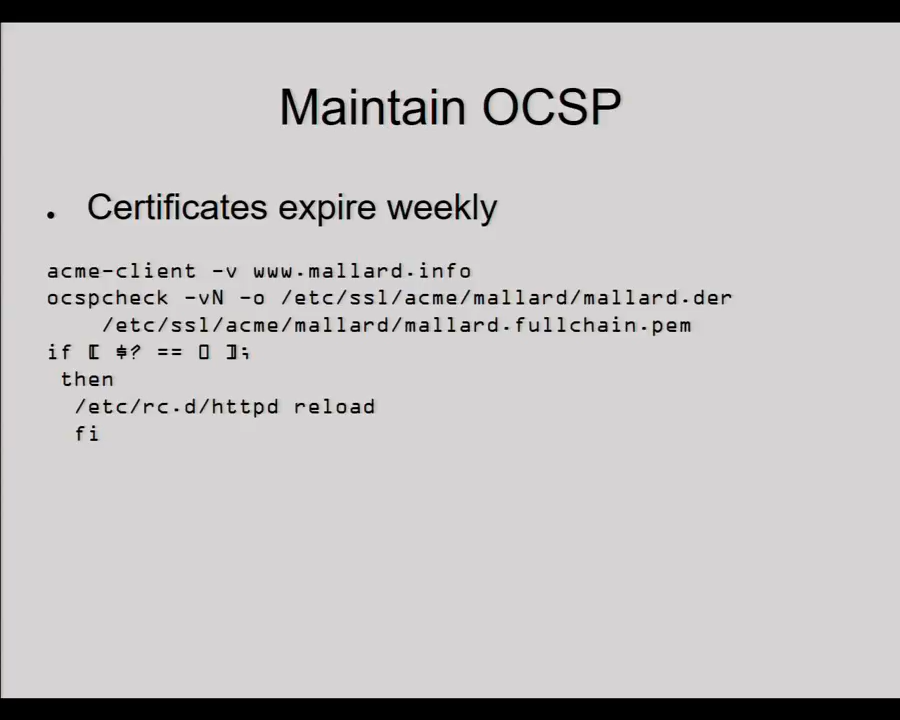 Maintain OCSP
• Certificates expire weekly
acme-client -v www.mallard.info
ocspcheck -vN -o /etc/ssl/acme/mallard/mallard.der
/etc/ssl/acme/mallard/mallard.fullchain.pem
if [ $? == 0 ];
then
/etc/rc.d/httpd reload
fi